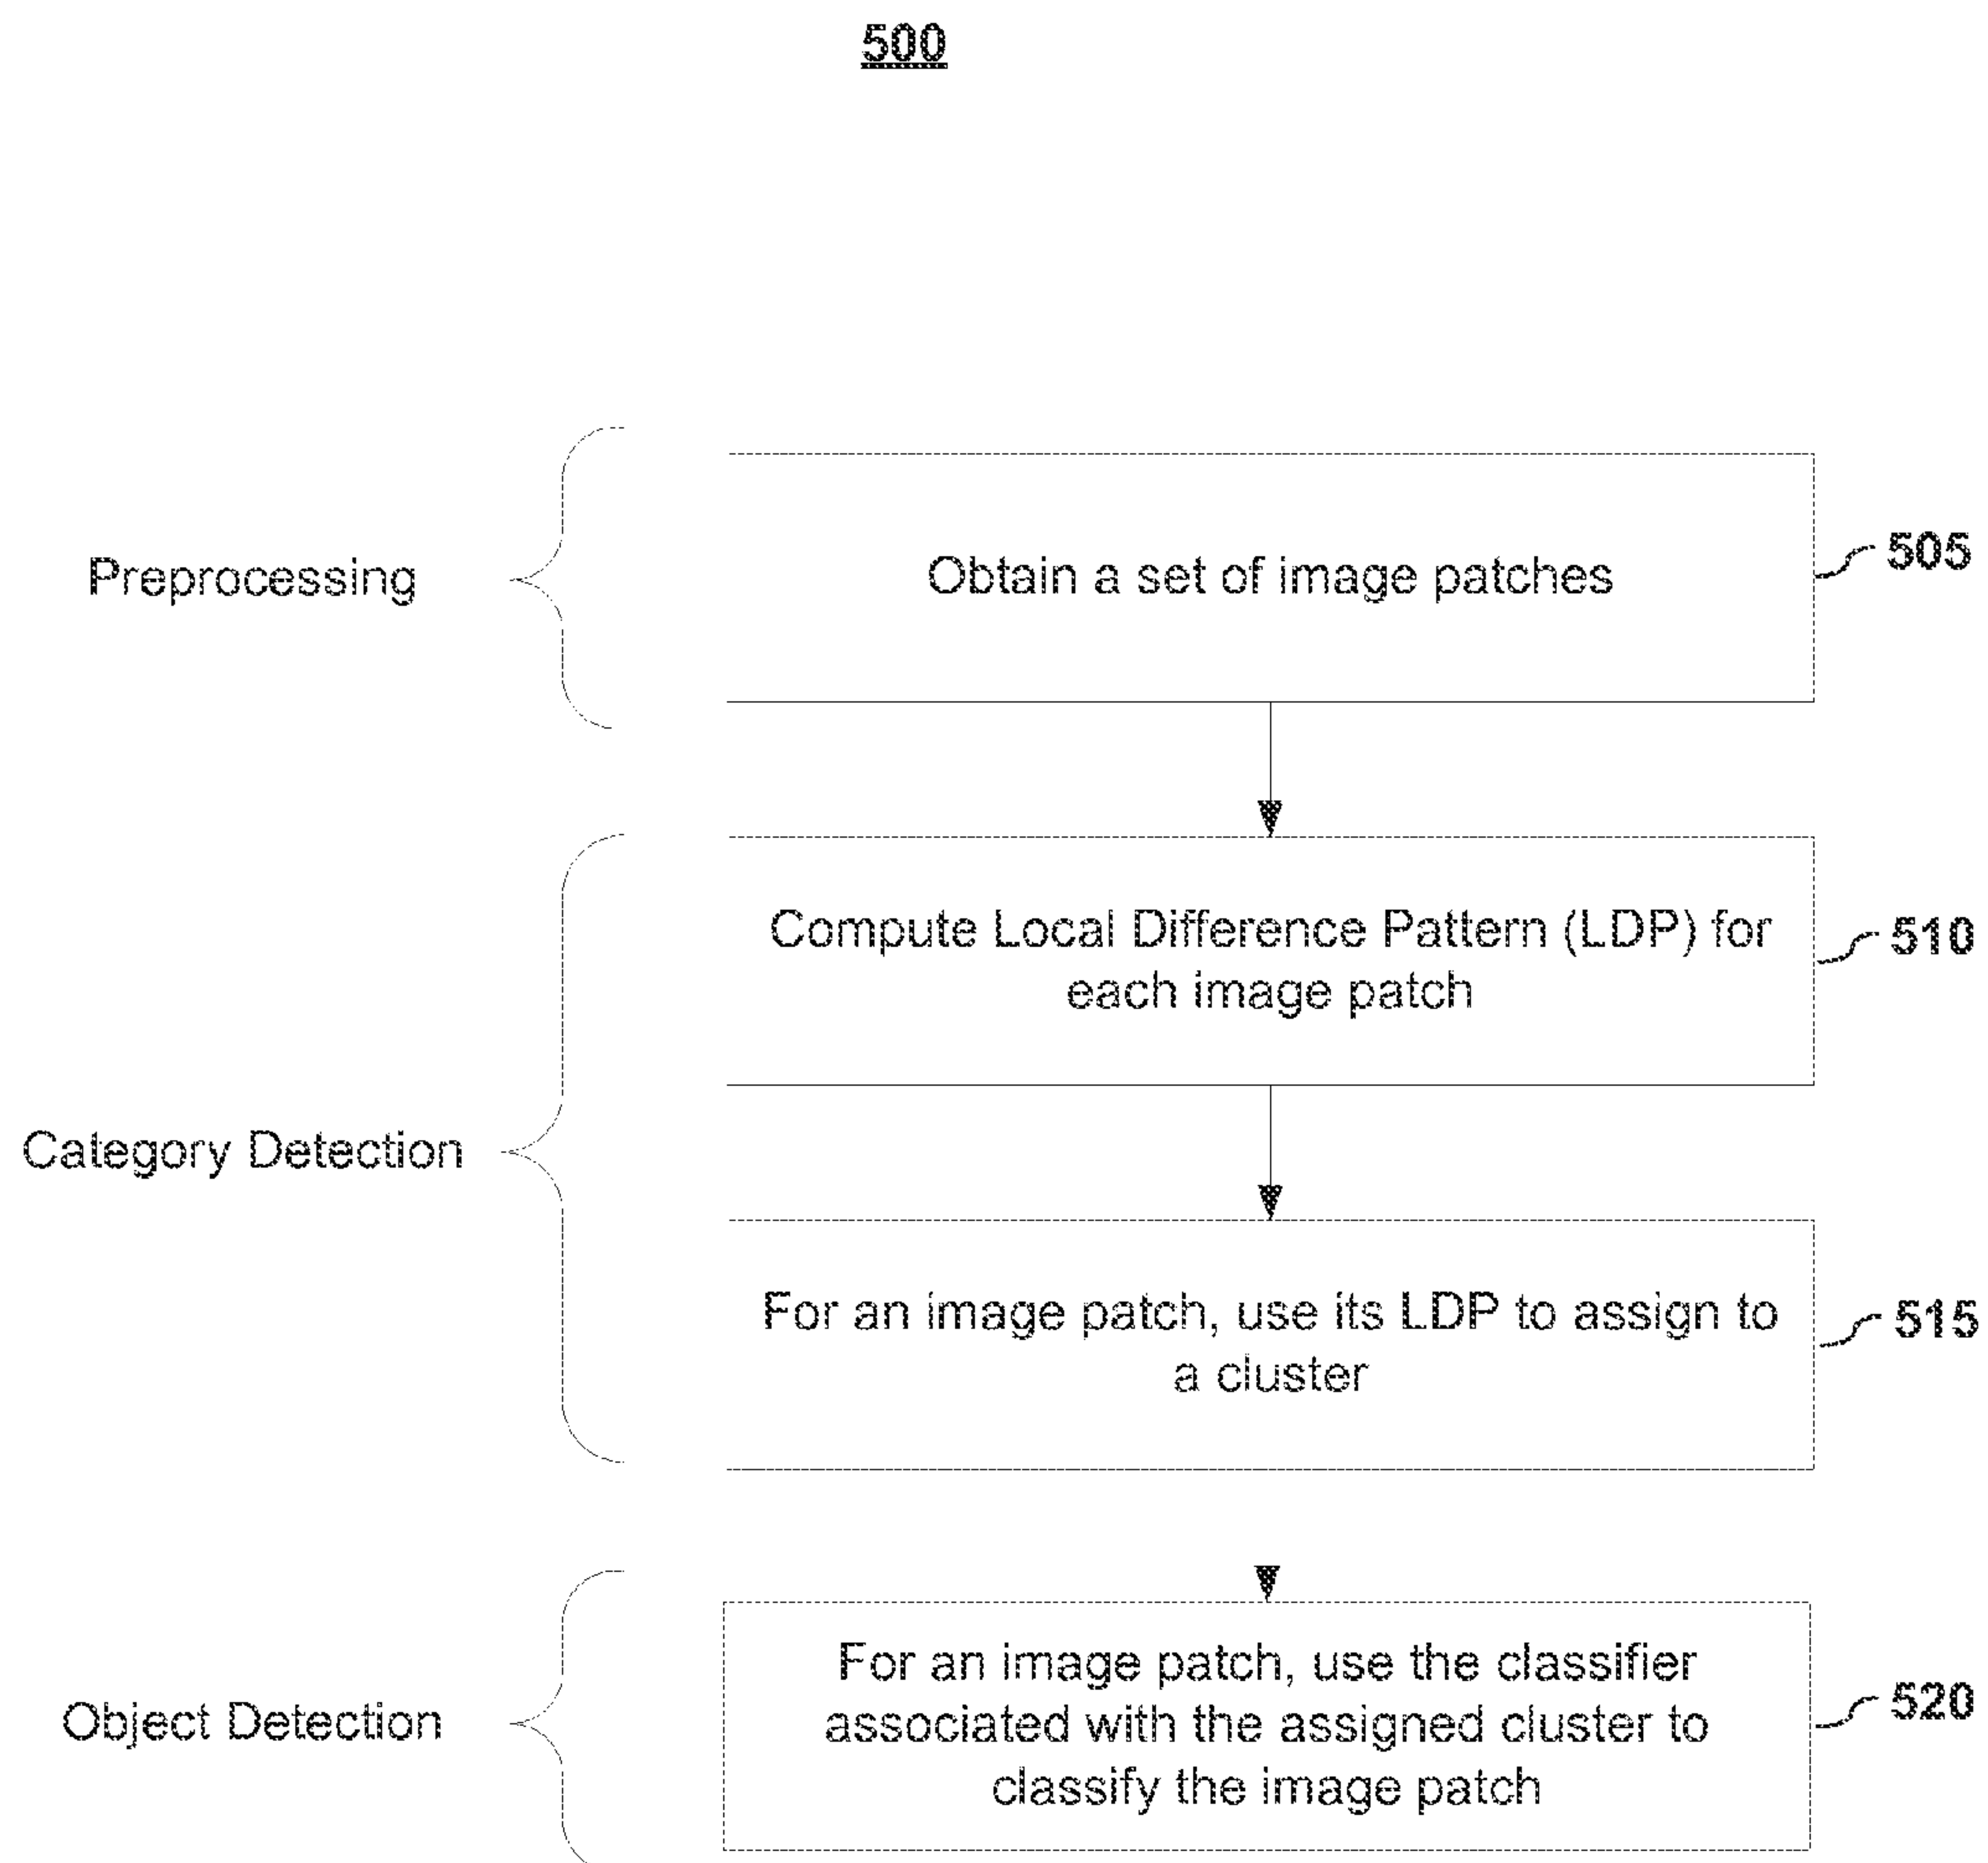 500
Preprocessing
Obtain a set of image patches
505
Compute Local Difference Pattern (LDP) for
each image patch
510
Category Detection
For an image patch, use its LDP to assign to
a cluster
515
Object Detection
For an image patch, use the classifier
associated with the assigned cluster to
classify the image patch
520